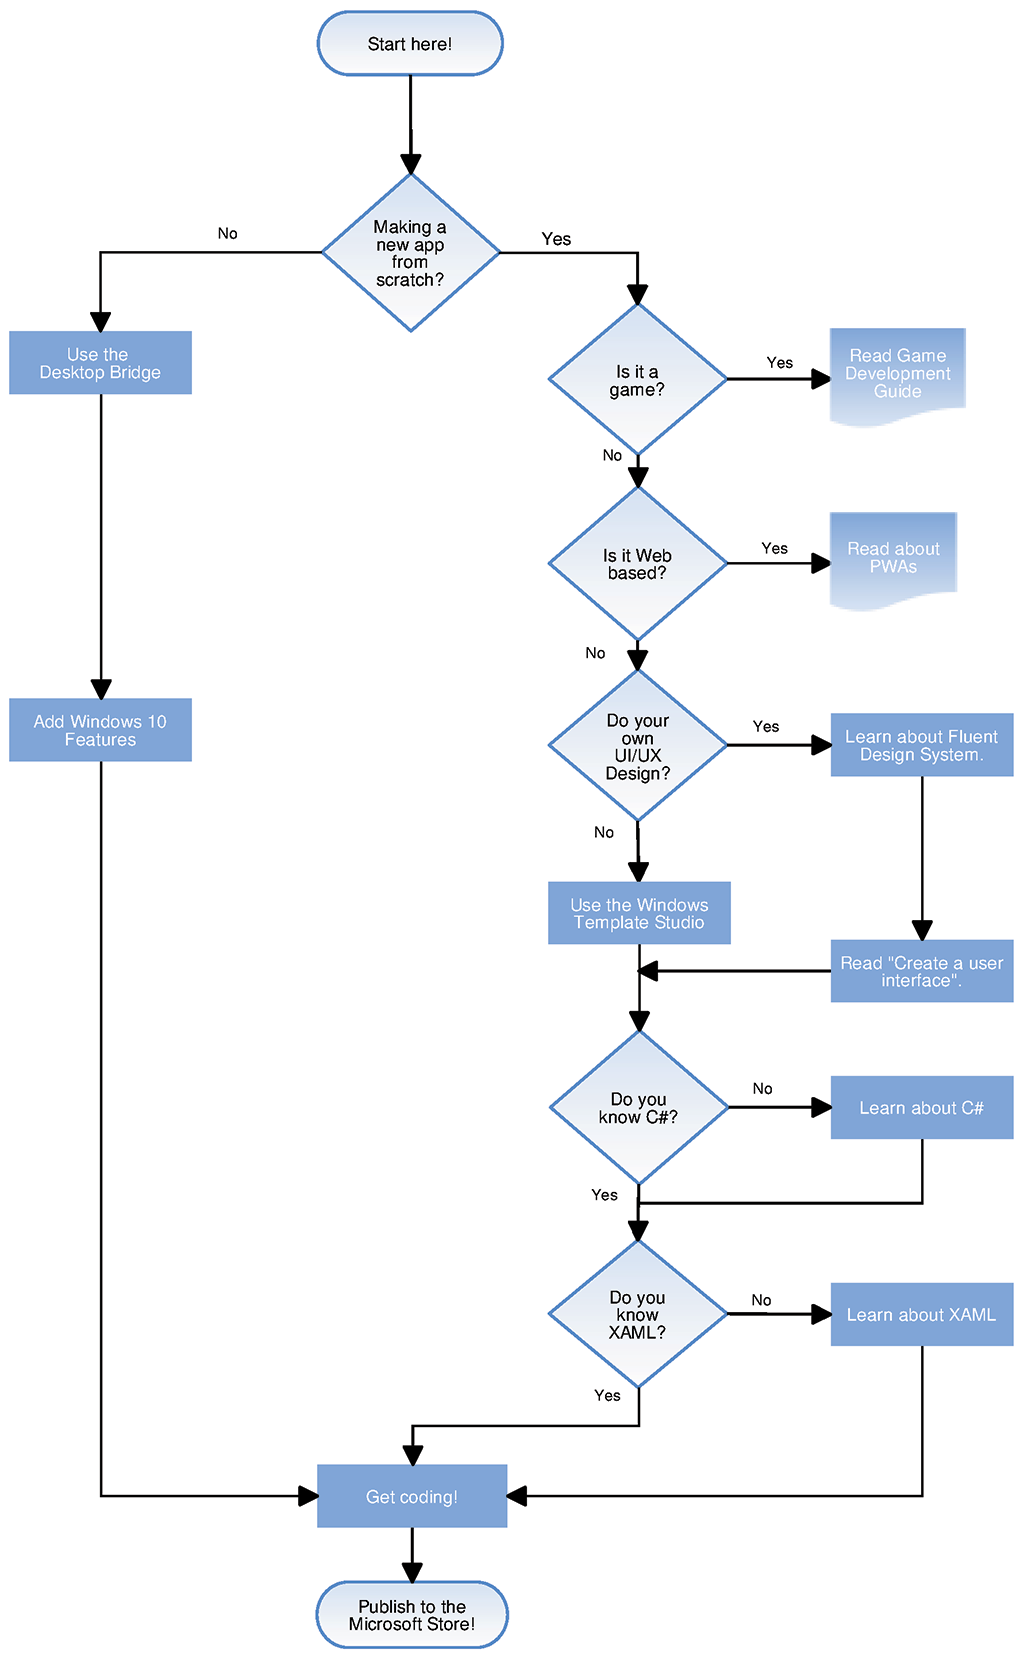 Start here!
Making a
new app
from
scratch?
No
Yes
Use the
Desktop Bridge
Is it a
game?
Yes
Read Game
Development
Guide
No
Is it Web
based?
Yes
Read about
PWAs
No
Add Windows 10
Features
Do your
own
UI/UX
Design?
Yes
Learn about Fluent
Design System.
No
Use the Windows
Template Studio
Read "Create a user
interface".
Do you
know C#?
No
Learn about C#
Yes
Do you
know
XAML?
No
Learn about XAML
Yes
Get coding!
Publish to the
Microsoft Store!